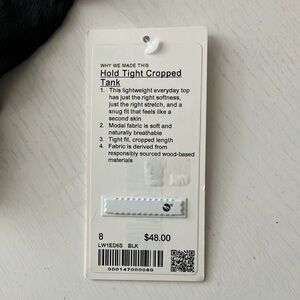 WHY WE MADE THIS
Hold Tight Cropped
Tank
1. This lightweight everyday top
has just the right softness,
just the right stretch, and a
snug fit that feels like a
second skin
2. Modal fabric is soft and
naturally breathable
3. Tight fit, cropped length
4. Fabric is derived from
responsibly sourced wood-based
materials
8 $48.00
LW1ED6S BLK
000147000089